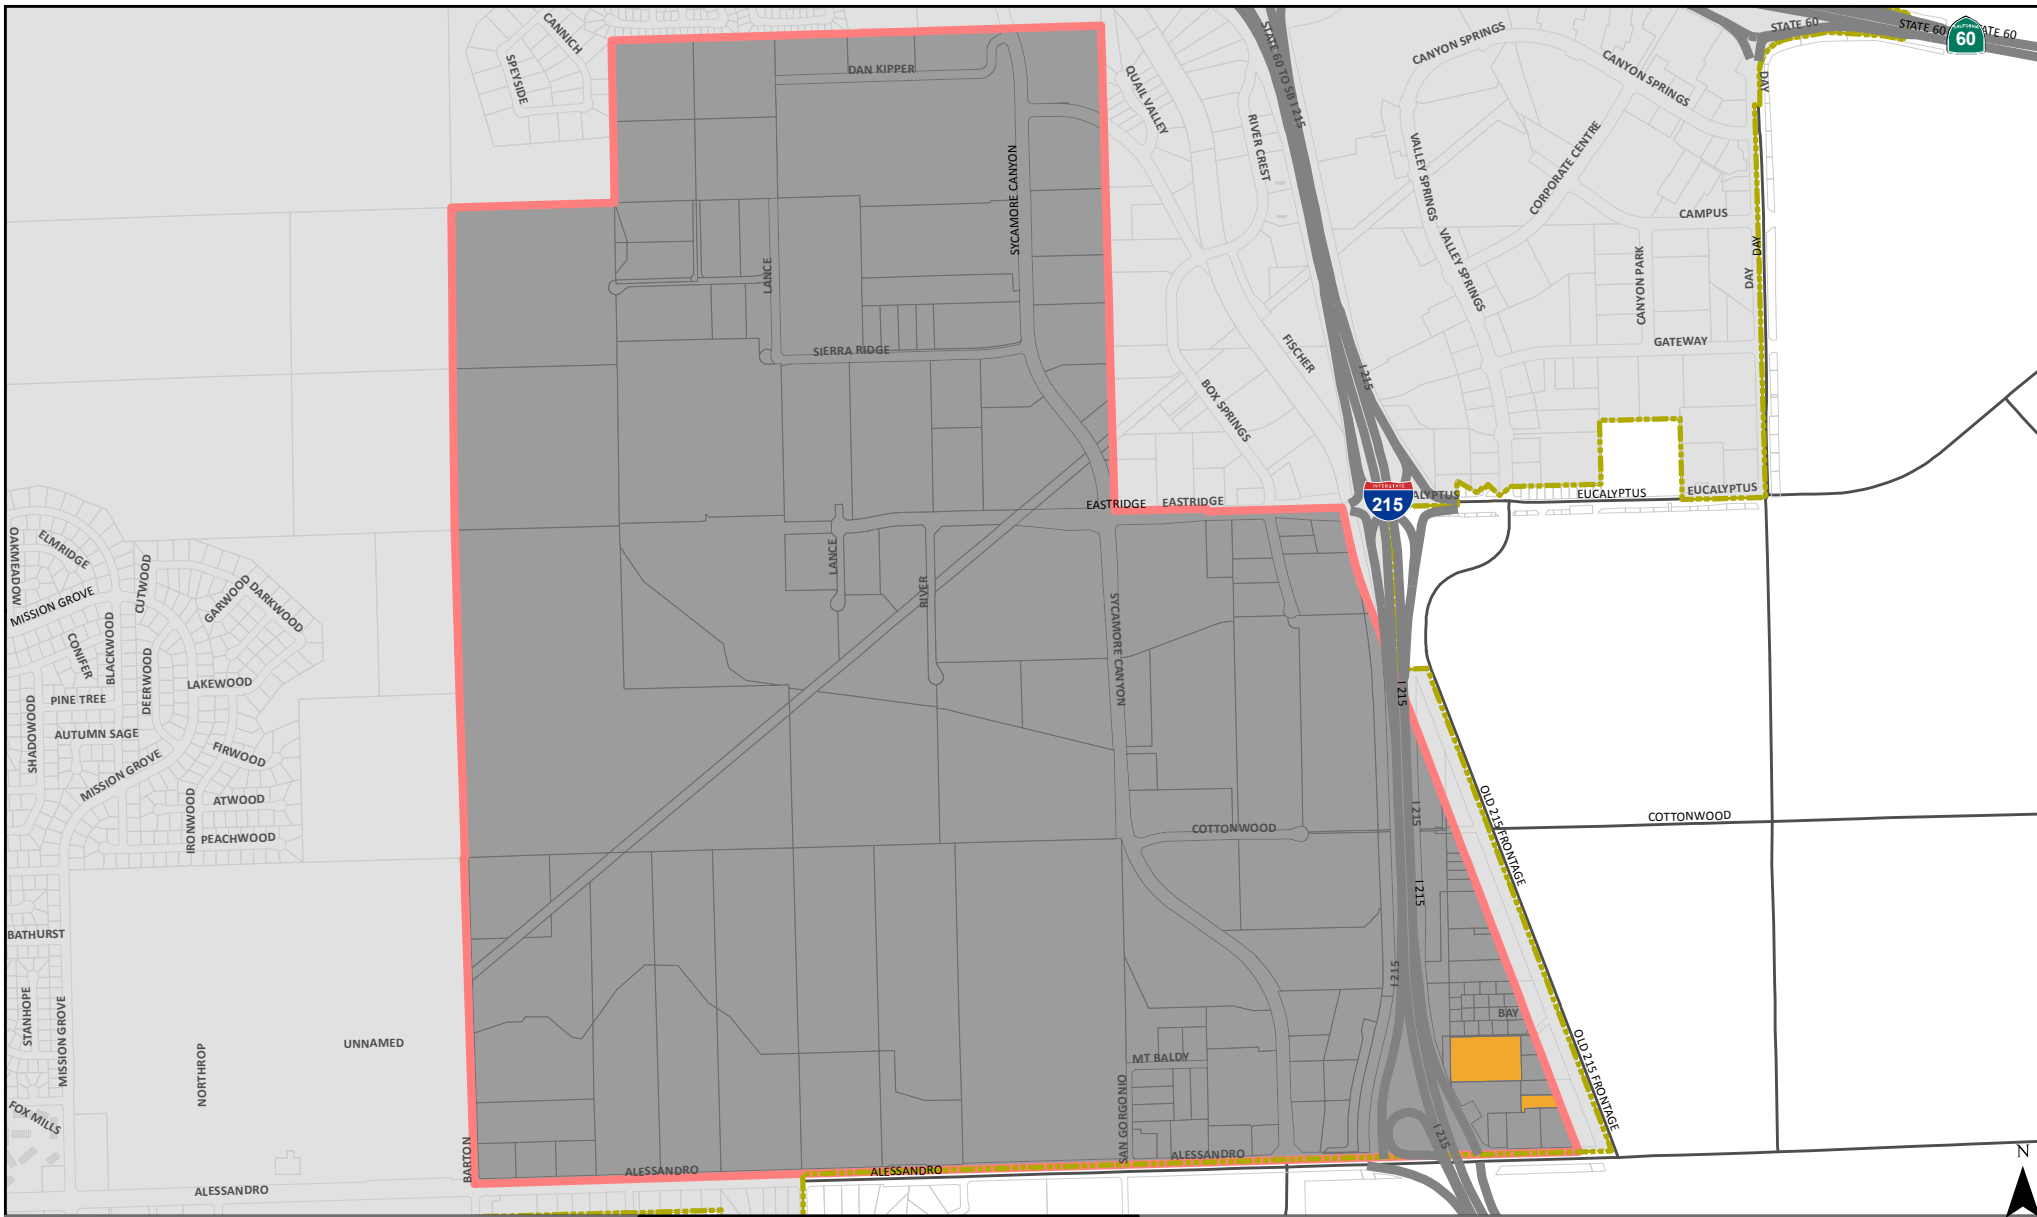 CANNICH
SPEYSIDE
DAN KIPPER
QUAIL VALLEY
STATE 60 TO SB I 215
CANYON SPRINGS
CANYON SPRINGS
STATE 60
STATE 60
CALIFORNIA
60
ATE 60
DAY
RIVER CREST
VALLEY SPRINGS
CORPORATE CENTRE
SYCAMORE CANYON
CAMPUS
VALLEY SPRINGS
DAY
DAY
CANYON PARK
LANCE
SIERRA RIDGE
FISCHER
I 215
GATEWAY
BOX SPRINGS
EASTRIDGE
EASTRIDGE
INTERSTATE
215
ALYPTUS
EUCALYPTUS
EUCALYPTUS
OAKMEADOW
ELMRIDGE
MISSION GROVE
CUTWOOD
GARWOOD
DARKWOOD
CONIFER
BLACKWOOD
DEERWOOD
LAKEWOOD
PINE TREE
SHADOWOOD
AUTUMN SAGE
MISSION GROVE
FIRWOOD
IRONWOOD
ATWOOD
PEACHWOOD
LANCE
RIVER
SYCAMORE CANYON
I 215
I 215
COTTONWOOD
OLD 215 FRONTAGE
COTTONWOOD
I 215
BATHURST
STANHOPE
MISSION GROVE
NORTHROP
UNNAMED
FOX MILLS
I 215
BAY
MT BALDY
SAN GORGONIO
OLD 215 FRONTAGE
I 215
BARTON
ALESSANDRO
ALESSANDRO
ALESSANDRO
ALESSANDRO
N